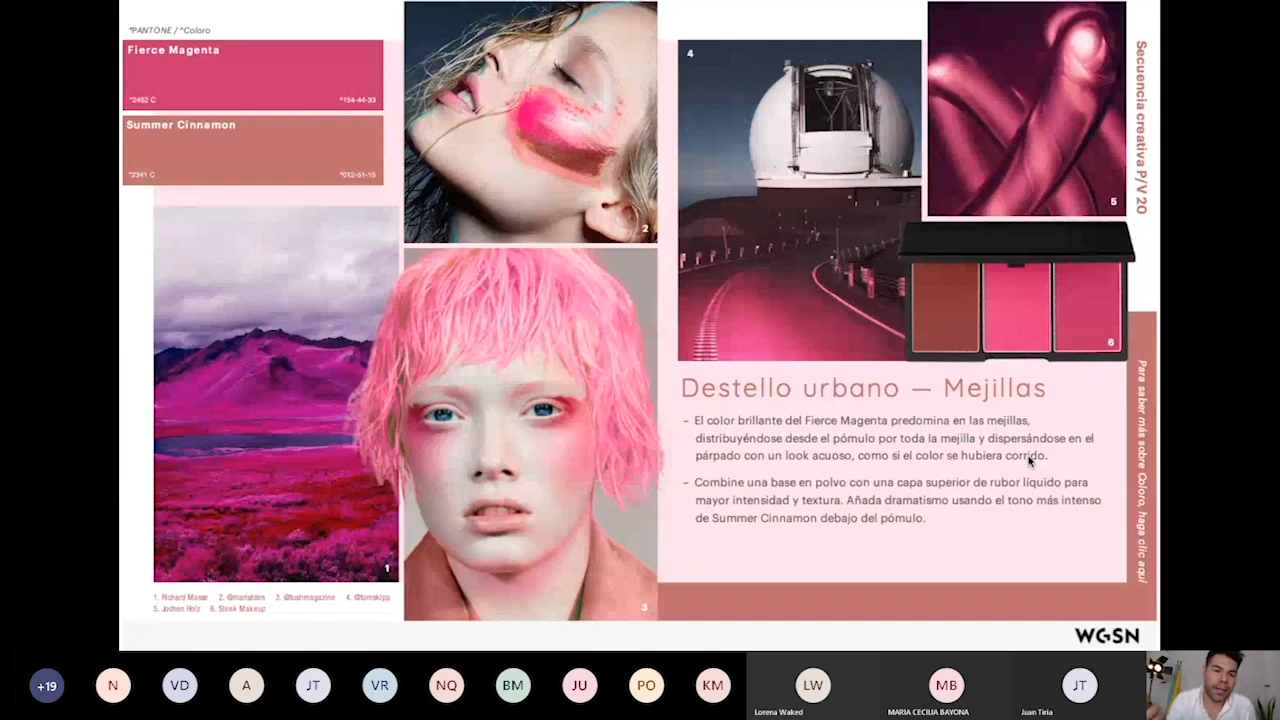 *PANTONE / ^Coloro
Fierce Magenta
*2452 C
^154-44-33
Summer Cinnamon
*2341 C
^012-51-15
1
2
3
4
5
6
Secuencia creativa P/V 20
Destello urbano — Mejillas
– El color brillante del Fierce Magenta predomina en las mejillas,
distribuyéndose desde el pómulo por toda la mejilla y dispersándose en el
párpado con un look acuoso, como si el color se hubiera corrido.
– Combine una base en polvo con una capa superior de rubor líquido para
mayor intensidad y textura. Añada dramatismo usando el tono más intenso
de Summer Cinnamon debajo del pómulo.
Para saber más sobre Coloro, haga clic aquí
1. Richard Mosse 2. @marishten 3. @tushmagazine 4. @tomskipp
5. Jochen Holz 6. Sleek Makeup
WGSN
+19
N
VD
A
JT
VR
NQ
BM
JU
PO
KM
LW
Lorena Waked
MB
MARIA CECILIA BAYONA
JT
Juan Tiria